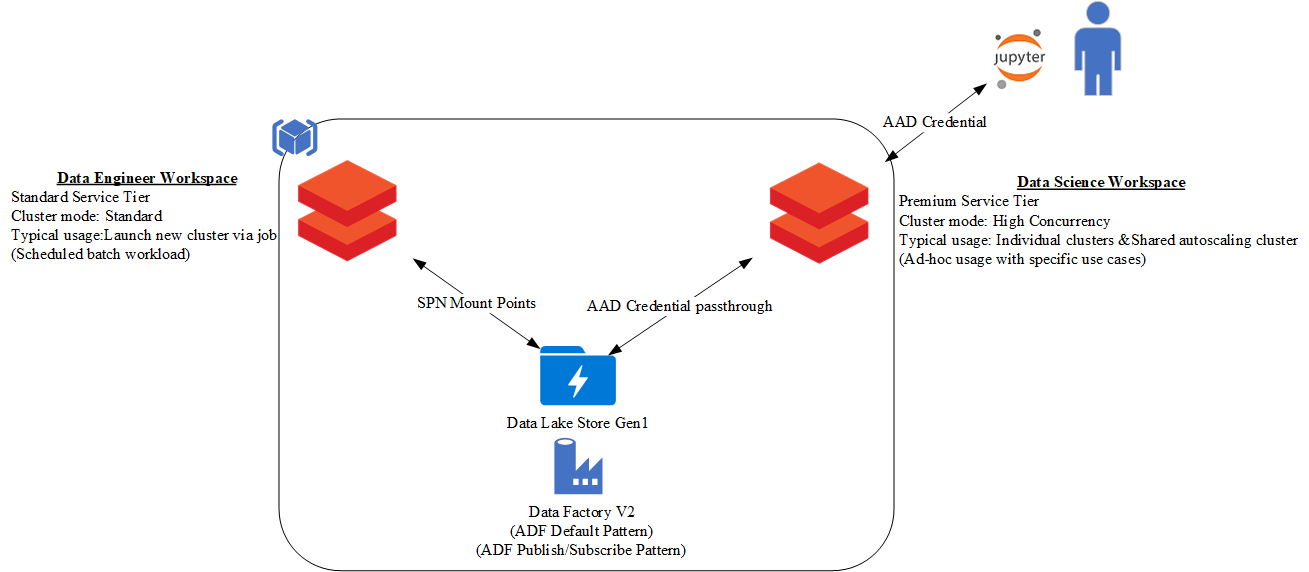 jupyter
AAD Credential
Data Engineer Workspace
Standard Service Tier
Cluster mode: Standard
Typical usage:Launch new cluster via job
(Scheduled batch workload)
Data Science Workspace
Premium Service Tier
Cluster mode: High Concurrency
Typical usage: Individual clusters &Shared autoscaling cluster
(Ad-hoc usage with specific use cases)
SPN Mount Points
AAD Credential passthrough
Data Lake Store Gen1
Data Factory V2
(ADF Default Pattern)
(ADF Publish/Subscribe Pattern)